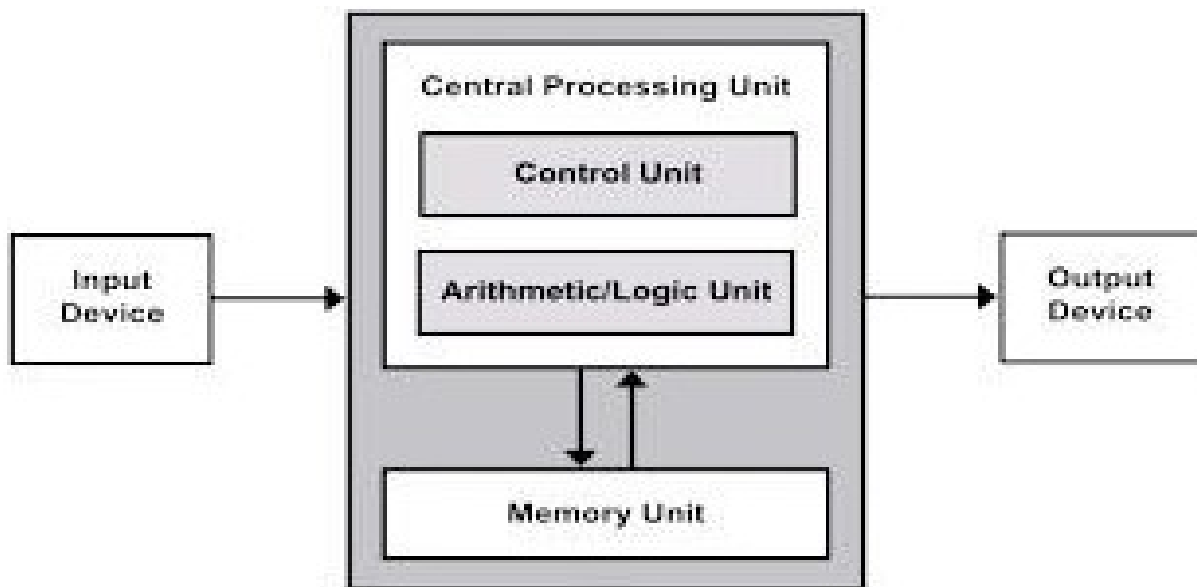 Central Processing Unit
Control Unit
Arithmetic/Logic Unit
Input
Device
Output
Device
Memory Unit